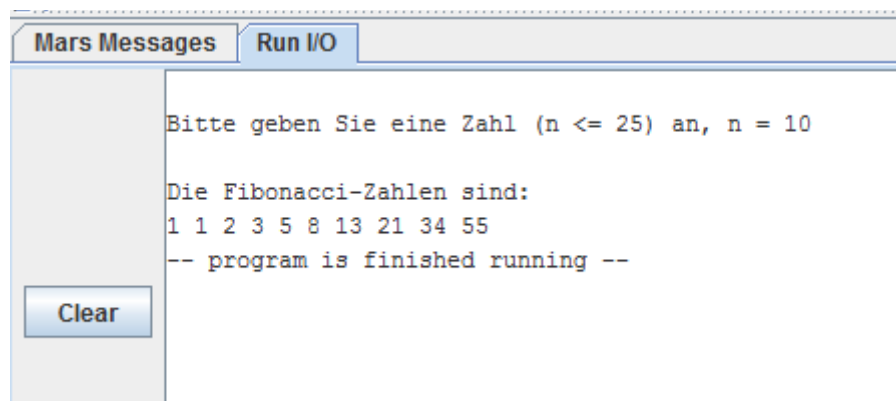 Mars Messages Run I/O
Bitte geben Sie eine Zahl (n <= 25) an, n = 10
Die Fibonacci-Zahlen sind:
1 1 2 3 5 8 13 21 34 55
-- program is finished running --
Clear